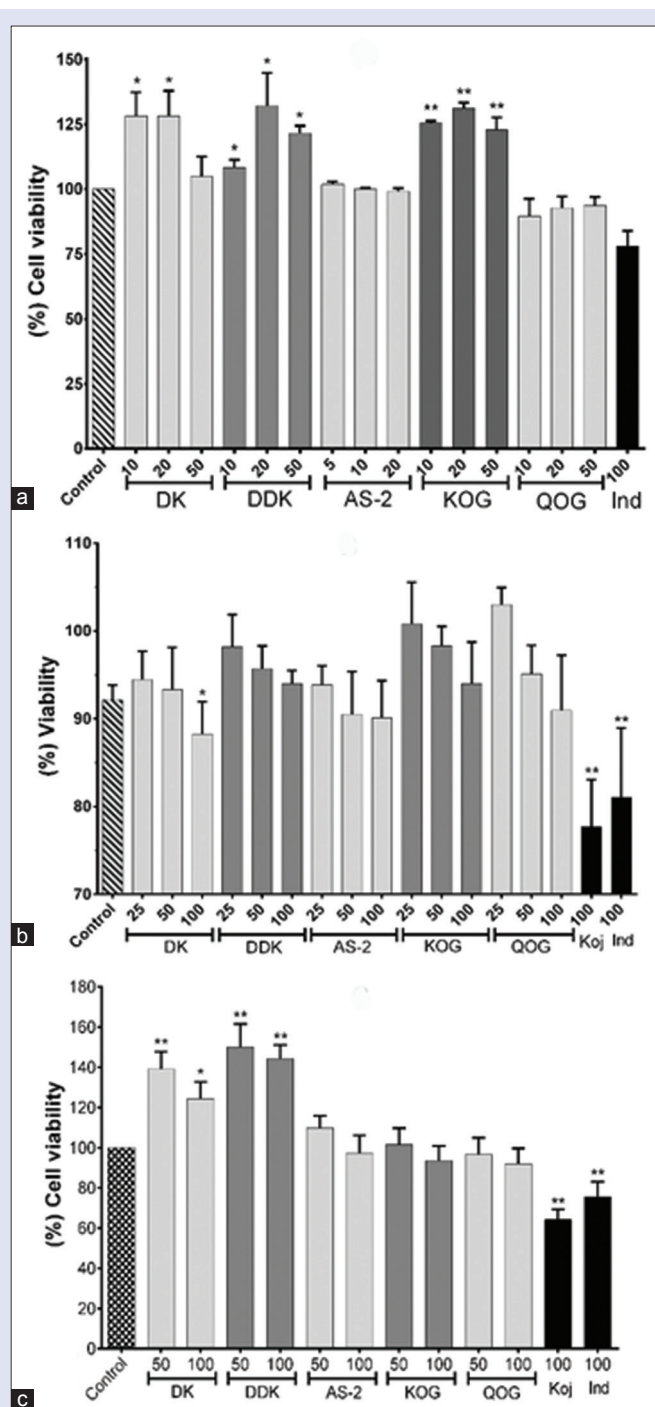 150
125
100
75
50
25
0
(%) Cell viability
* * * * * ** ** **
Control 10 20 50 10 20 50 5 10 20 10 20 50 10 20 50 100
DK DDK AS-2 KOG QOG Ind
a
110
100
90
80
70
(%) Viability
* ** **
Control 25 50 100 25 50 100 25 50 100 25 50 100 25 50 100 100 100
DK DDK AS-2 KOG QOG Koj Ind
b
180
160
140
120
100
80
60
40
20
0
(%) Cell viability
** * ** ** ** **
Control 50 100 50 100 50 100 50 100 50 100 100 100
DK DDK AS-2 KOG QOG Koj Ind
c